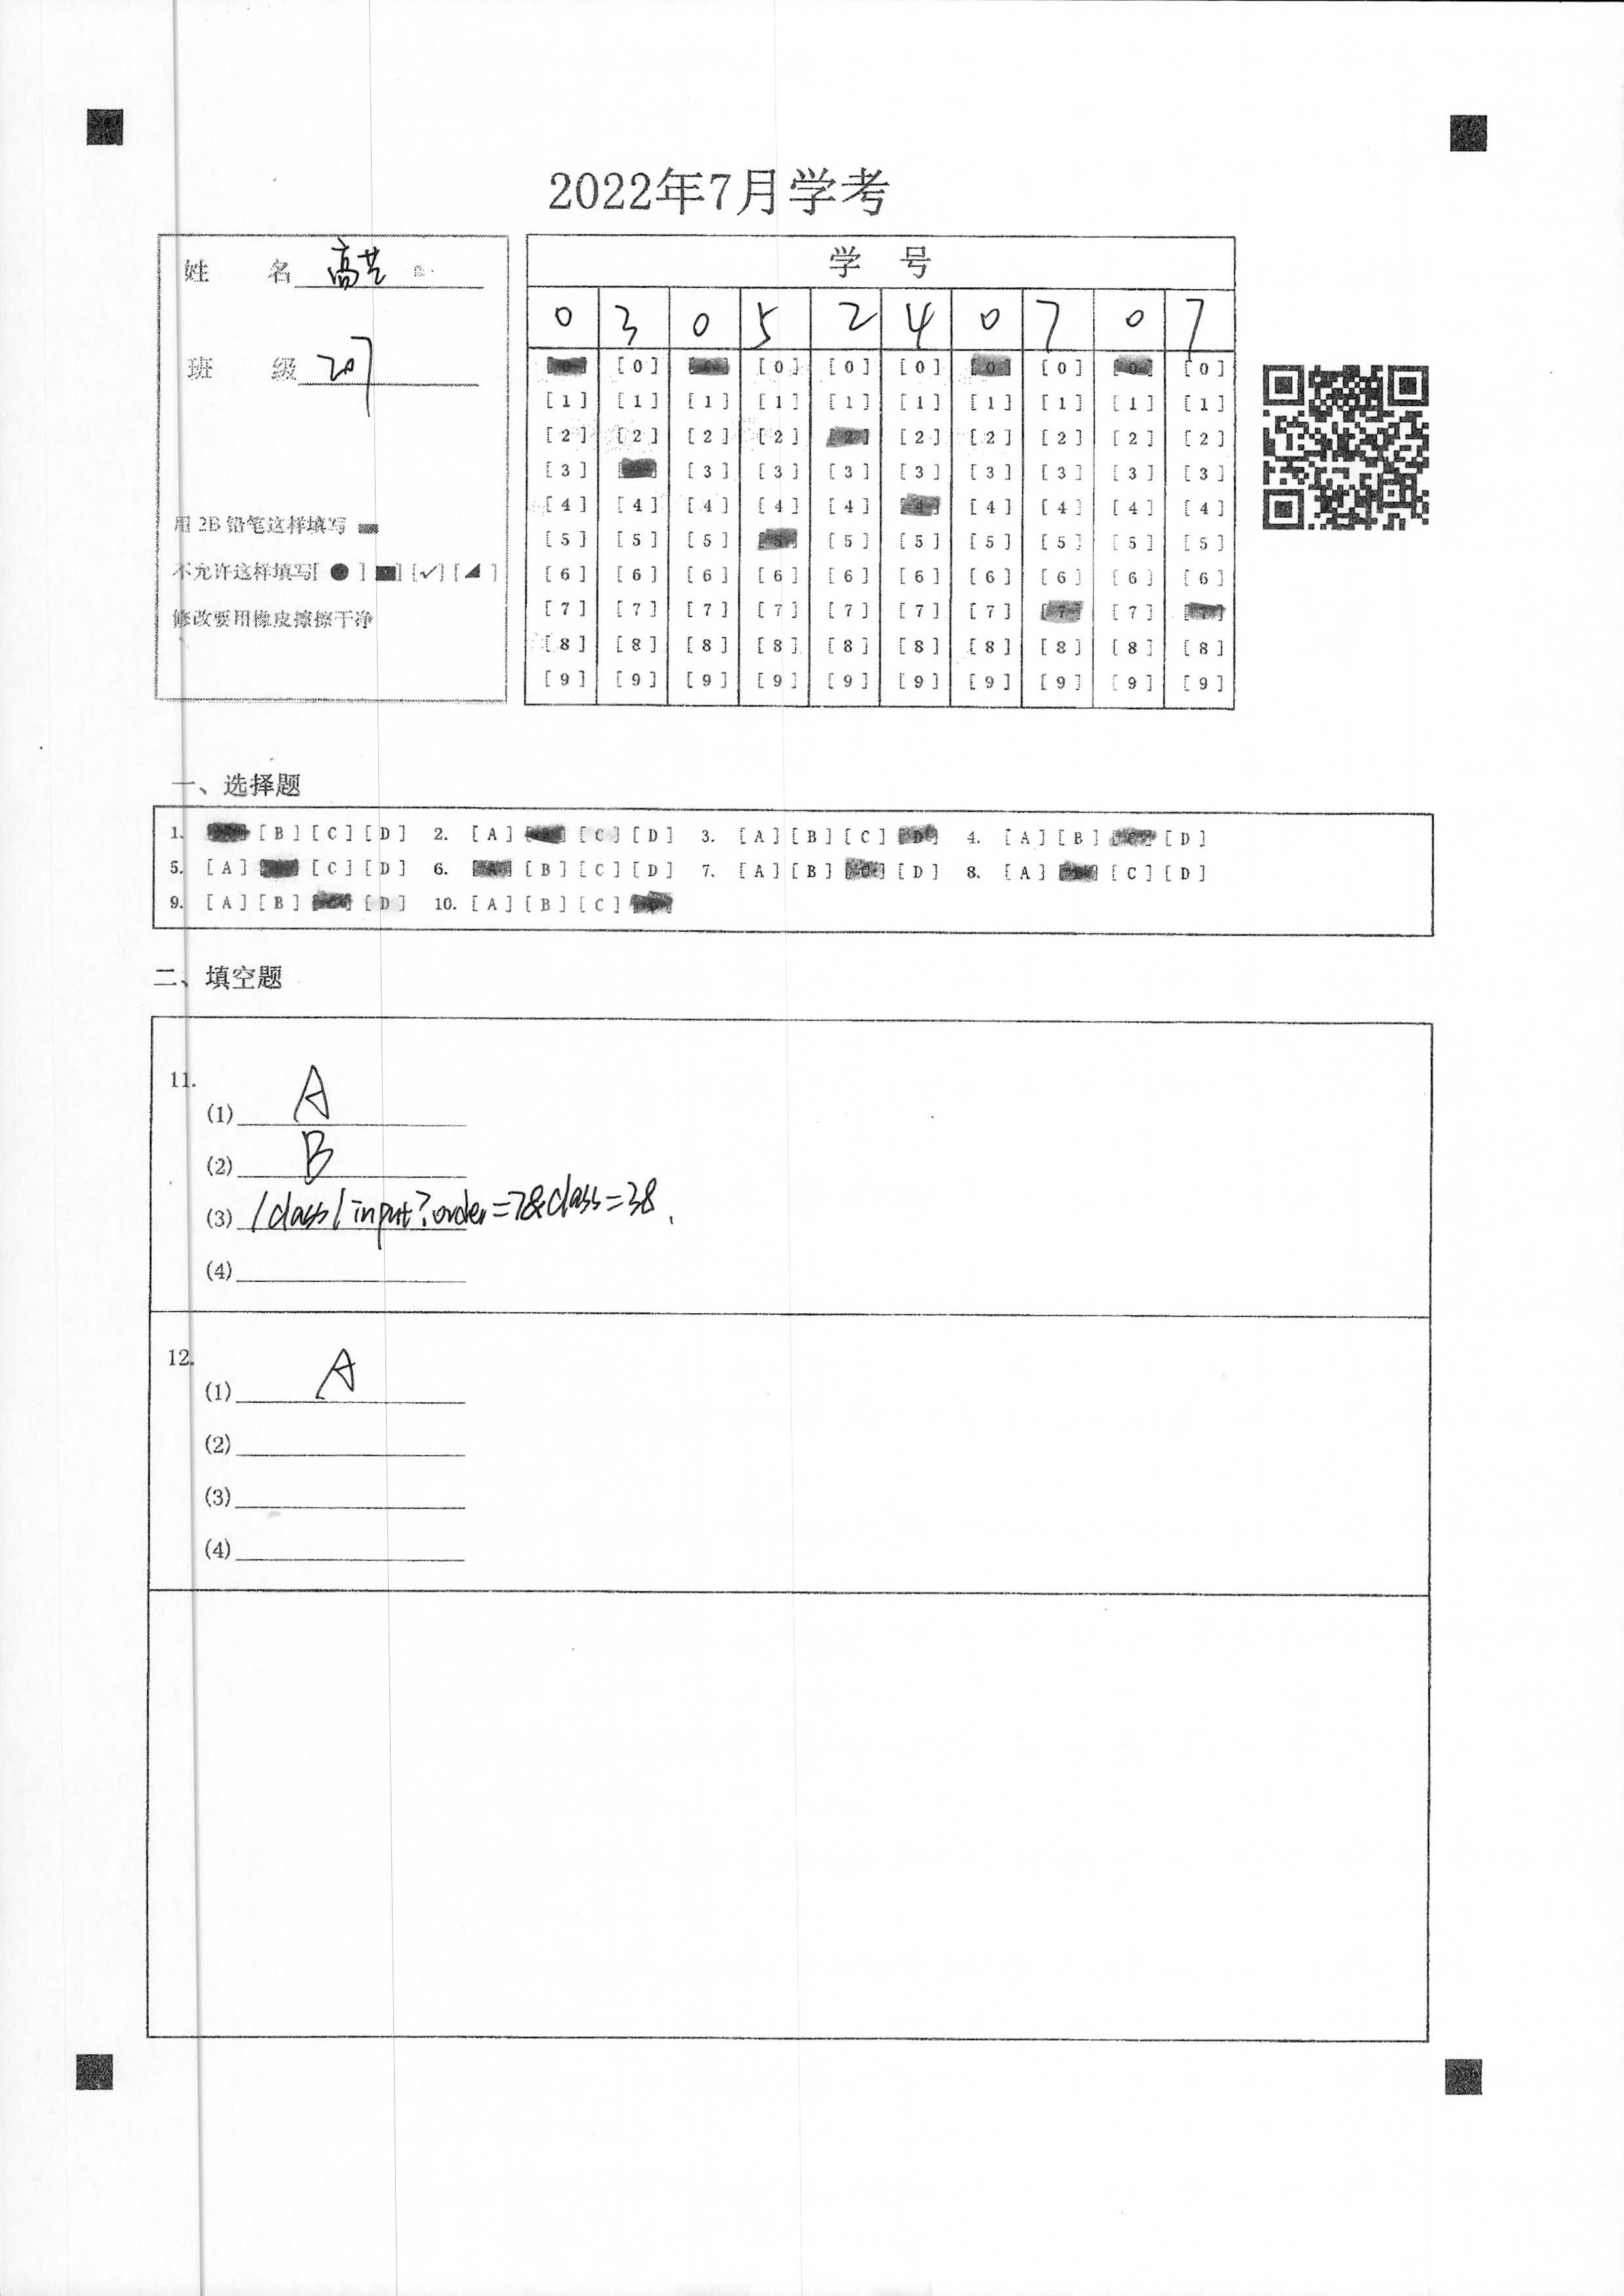 2022年7月学考
姓 名 高艺
班 级 207
用 2B 铅笔这样填写
不允许这样填写[ ● ] [■] [✓] [◢ ]
修改要用橡皮擦擦干净
学 号
0 3 0 5 2 4 0 7 0 7
[0] [0] [0] [0] [0] [0]
[1] [1] [1] [1] [1] [1] [1] [1] [1] [1]
[2] [2] [2] [2] [2] [2] [2] [2] [2] [2]
[3] [3] [3] [3] [3] [3] [3] [3] [3]
[4] [4] [4] [4] [4] [4] [4] [4] [4] [4]
[5] [5] [5] [5] [5] [5] [5] [5] [5] [5]
[6] [6] [6] [6] [6] [6] [6] [6] [6] [6]
[7] [7] [7] [7] [7] [7] [7] [7] [7] [7]
[8] [8] [8] [8] [8] [8] [8] [8] [8] [8]
[9] [9] [9] [9] [9] [9] [9] [9] [9] [9]
一、选择题
1. [B] [C] [D] 2. [A] [C] [D] 3. [A] [B] [C] [D] 4. [A] [B] [C] [D]
5. [A] [C] [D] 6. [A] [B] [C] [D] 7. [A] [B] [C] [D] 8. [A] [C] [D]
9. [A] [B] [C] [D] 10. [A] [B] [C] [D]
二、填空题
11.
(1) A
(2) B
(3) /class/input?order=7&class=38
(4)
12.
(1) A
(2)
(3)
(4)